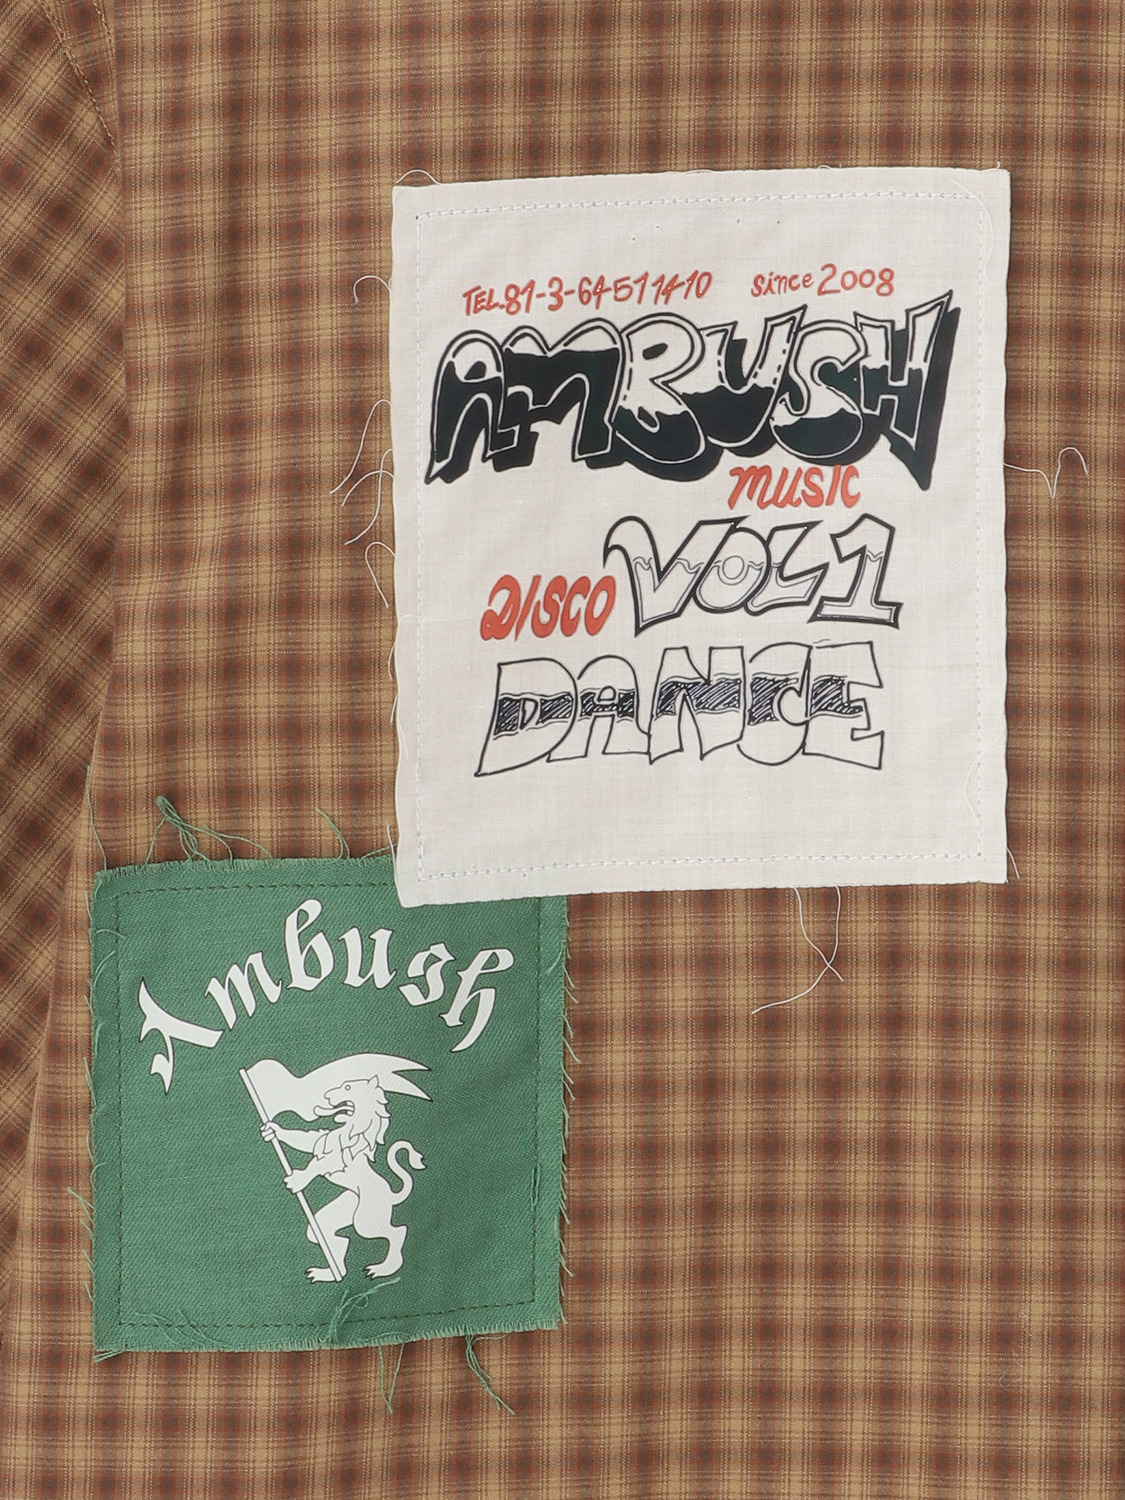 TEL.81-3-64511410 since 2008
AMBUSH
MUSIC
VOL1
DISCO
DANCE
Ambush